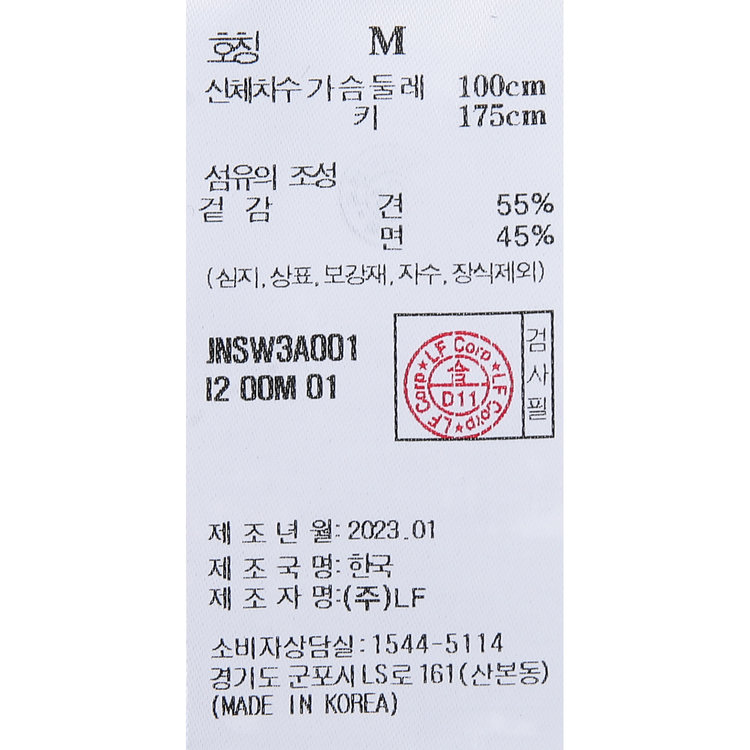 호칭 M
신체치수 가슴둘레 100cm
키 175cm
섬유의 조성
겉 감 견 55%
면 45%
(심지, 상표, 보강재, 자수, 장식제외)
JNSW3A001
I2 00M 01
LF Corp★LF Corp★LF Corp★
合
D11
검사필
제 조 년 월: 2023.01
제 조 국 명: 한국
제 조 자 명:(주)LF
소비자상담실: 1544-5114
경기도 군포시 LS로 161(산본동)
(MADE IN KOREA)